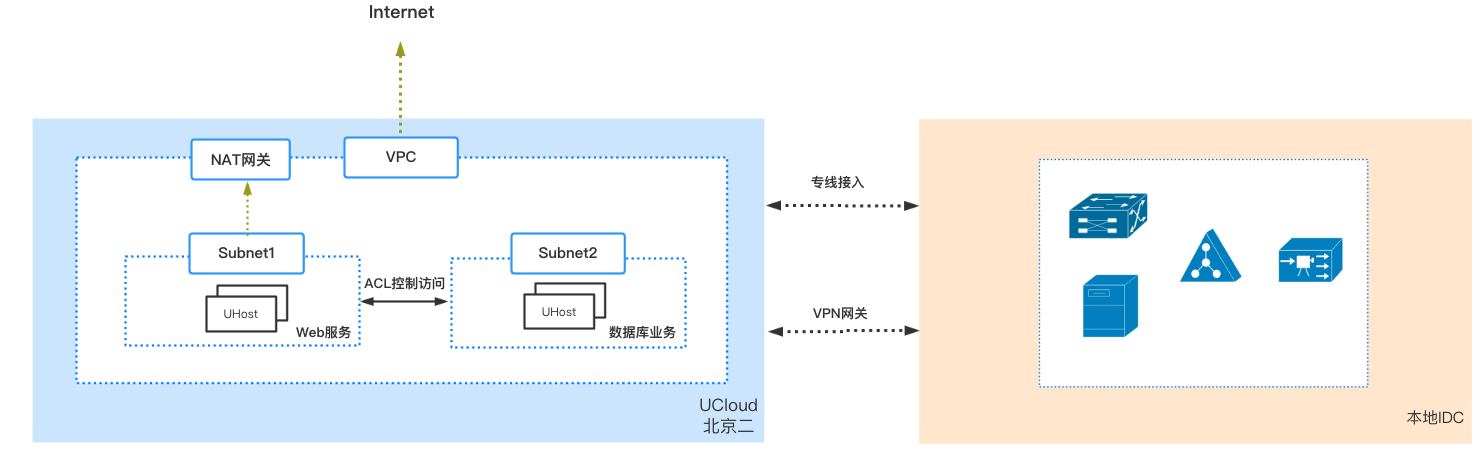 Internet
NAT网关
VPC
专线接入
Subnet1
Subnet2
ACL控制访问
UHost
UHost
VPN网关
Web服务
数据库业务
UCloud
北京二
本地IDC